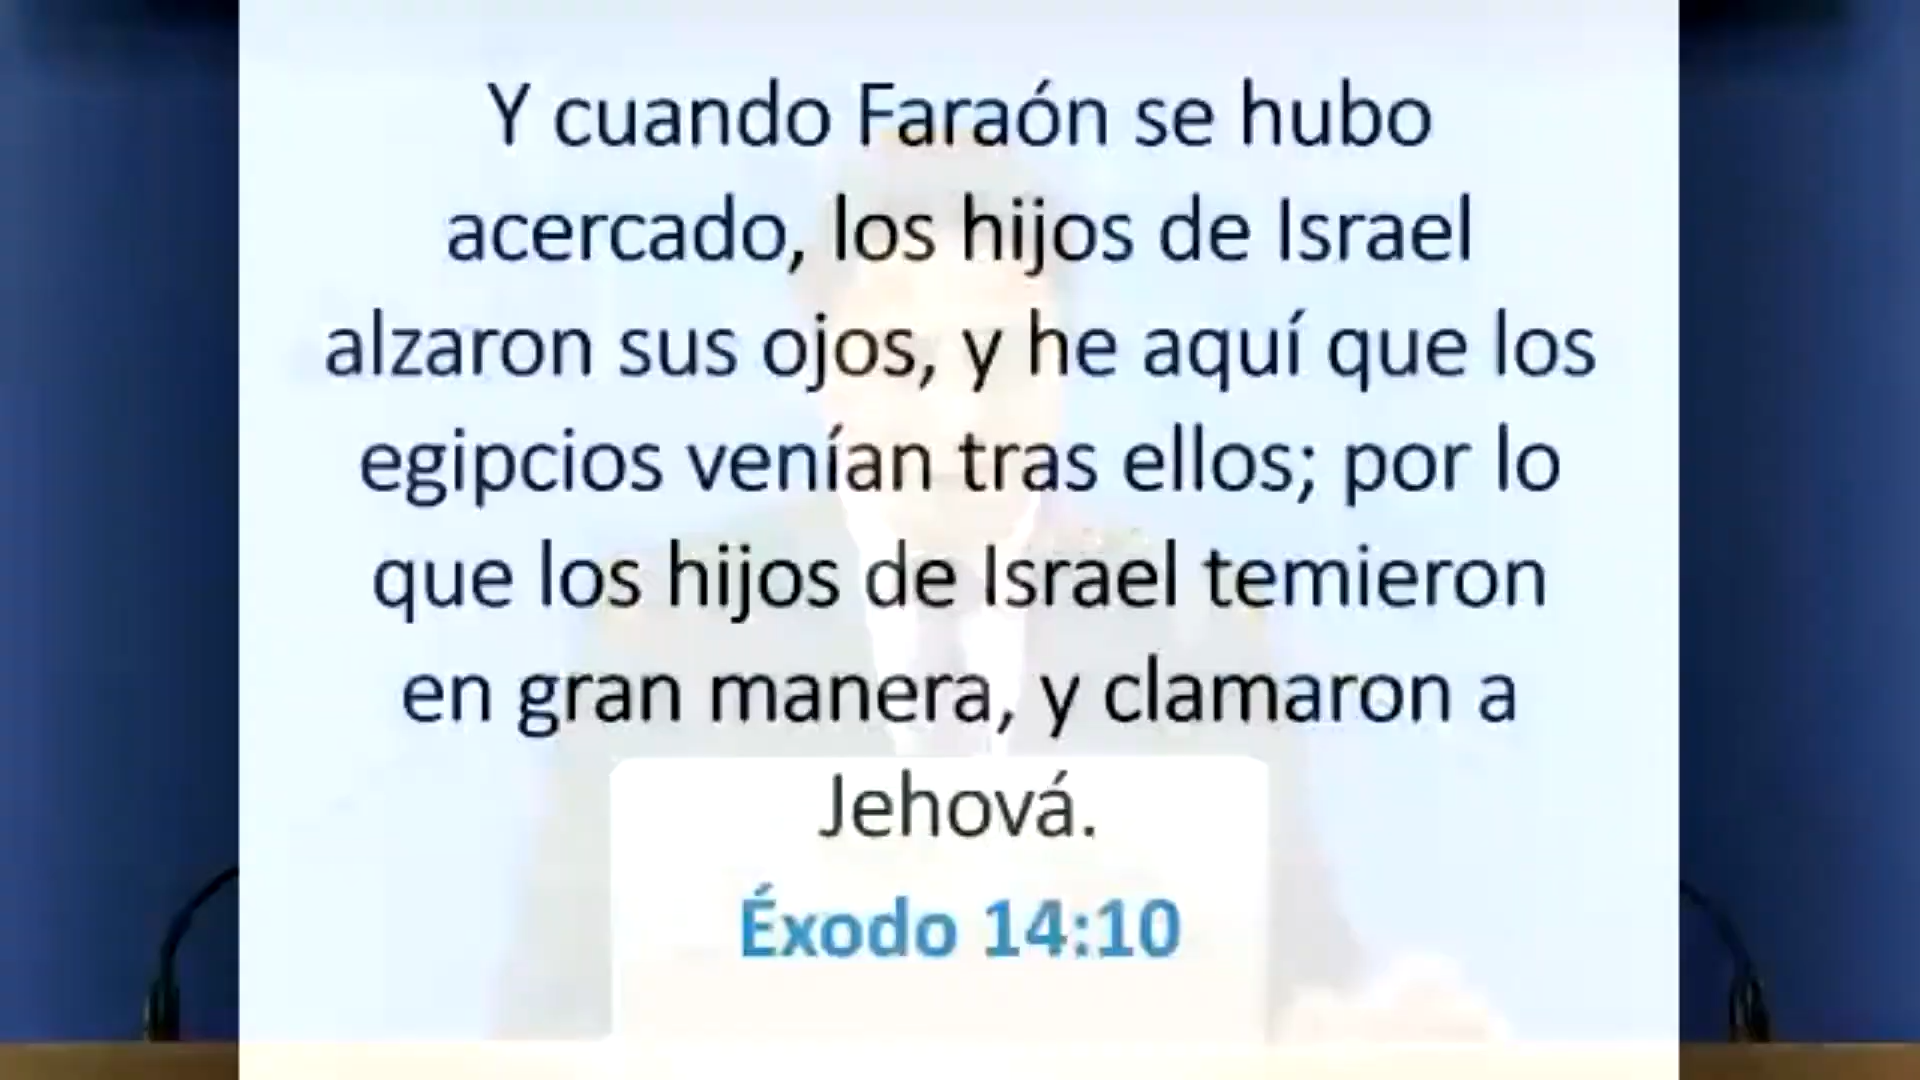 Y cuando Faraón se hubo
acercado, los hijos de Israel
alzaron sus ojos, y he aquí que los
egipcios venían tras ellos; por lo
que los hijos de Israel temieron
en gran manera, y clamaron a
Jehová.
Éxodo 14:10